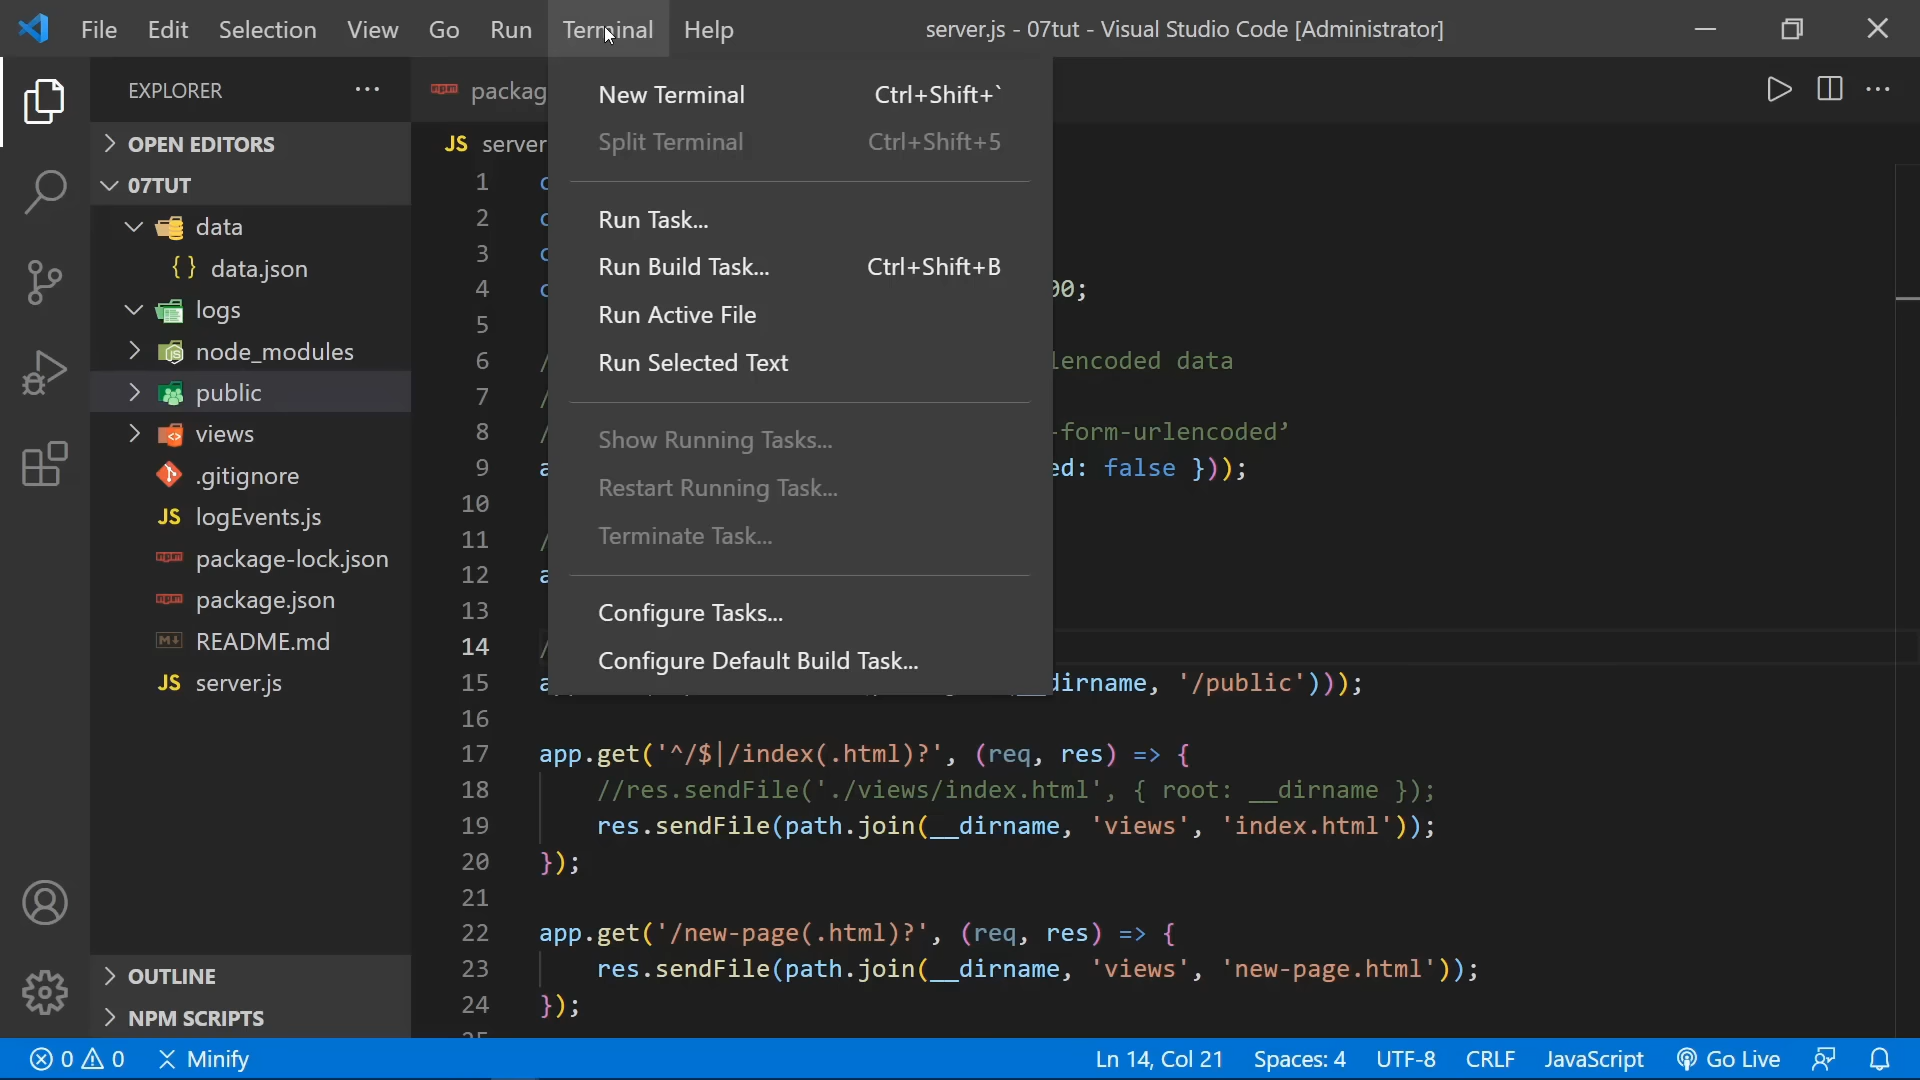 File Edit Selection View Go Run Terminal Help server.js - 07tut - Visual Studio Code [Administrator]
EXPLORER
OPEN EDITORS
07TUT
data
{ } data.json
logs
node_modules
public
views
.gitignore
JS logEvents.js
package-lock.json
package.json
README.md
JS server.js
OUTLINE
NPM SCRIPTS
packag
JS server
New Terminal Ctrl+Shift+`
Split Terminal Ctrl+Shift+5
Run Task...
Run Build Task... Ctrl+Shift+B
Run Active File
Run Selected Text
Show Running Tasks...
Restart Running Task...
Terminate Task...
Configure Tasks...
Configure Default Build Task...
1
2
3
4 00;
5
6 / lencoded data
7 /
8 / -form-urlencoded’
9 a ed: false }));
10
11 /
12 a
13
14 /
15 dirname, '/public')));
16
17 app.get('^/$|/index(.html)?', (req, res) => {
18 //res.sendFile('./views/index.html', { root: __dirname });
19 res.sendFile(path.join(__dirname, 'views', 'index.html'));
20 });
21
22 app.get('/new-page(.html)?', (req, res) => {
23 res.sendFile(path.join(__dirname, 'views', 'new-page.html'));
24 });
0 0 Minify Ln 14, Col 21 Spaces: 4 UTF-8 CRLF JavaScript Go Live